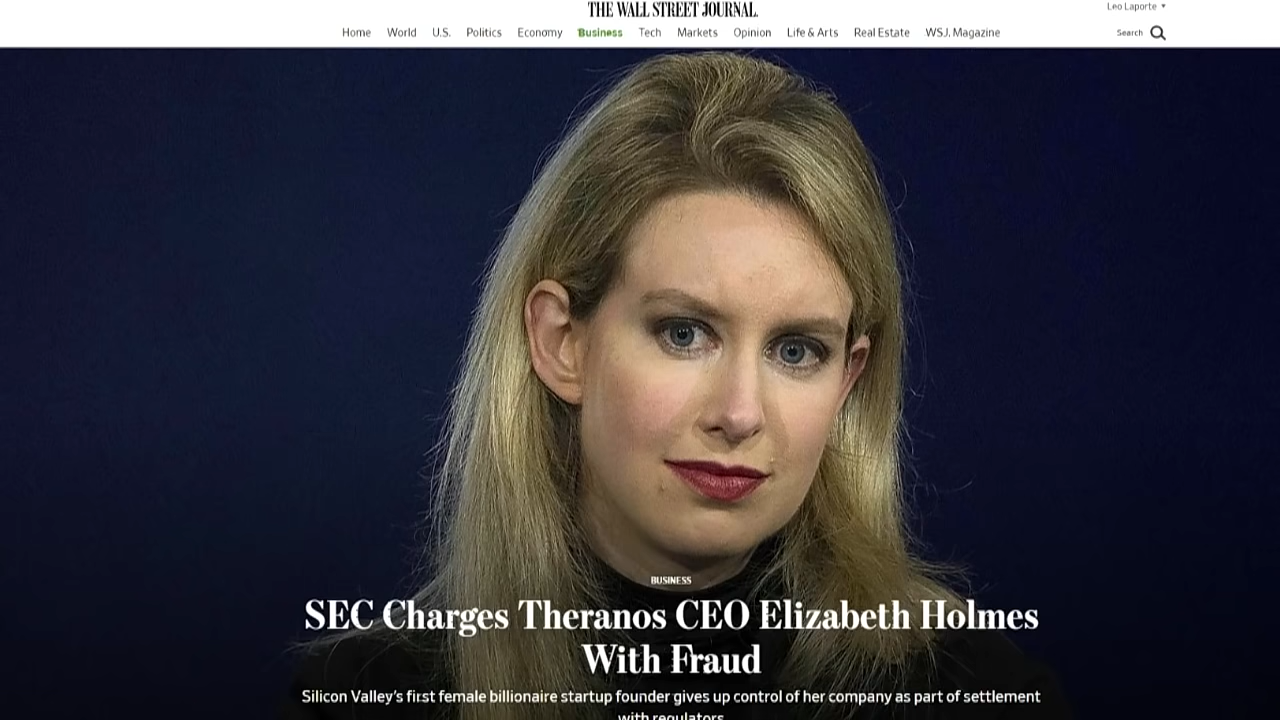 THE WALL STREET JOURNAL.
Leo Laporte
Home World U.S. Politics Economy Business Tech Markets Opinion Life & Arts Real Estate WSJ. Magazine
Search
BUSINESS
SEC Charges Theranos CEO Elizabeth Holmes
With Fraud
Silicon Valley's first female billionaire startup founder gives up control of her company as part of settlement
with regulators